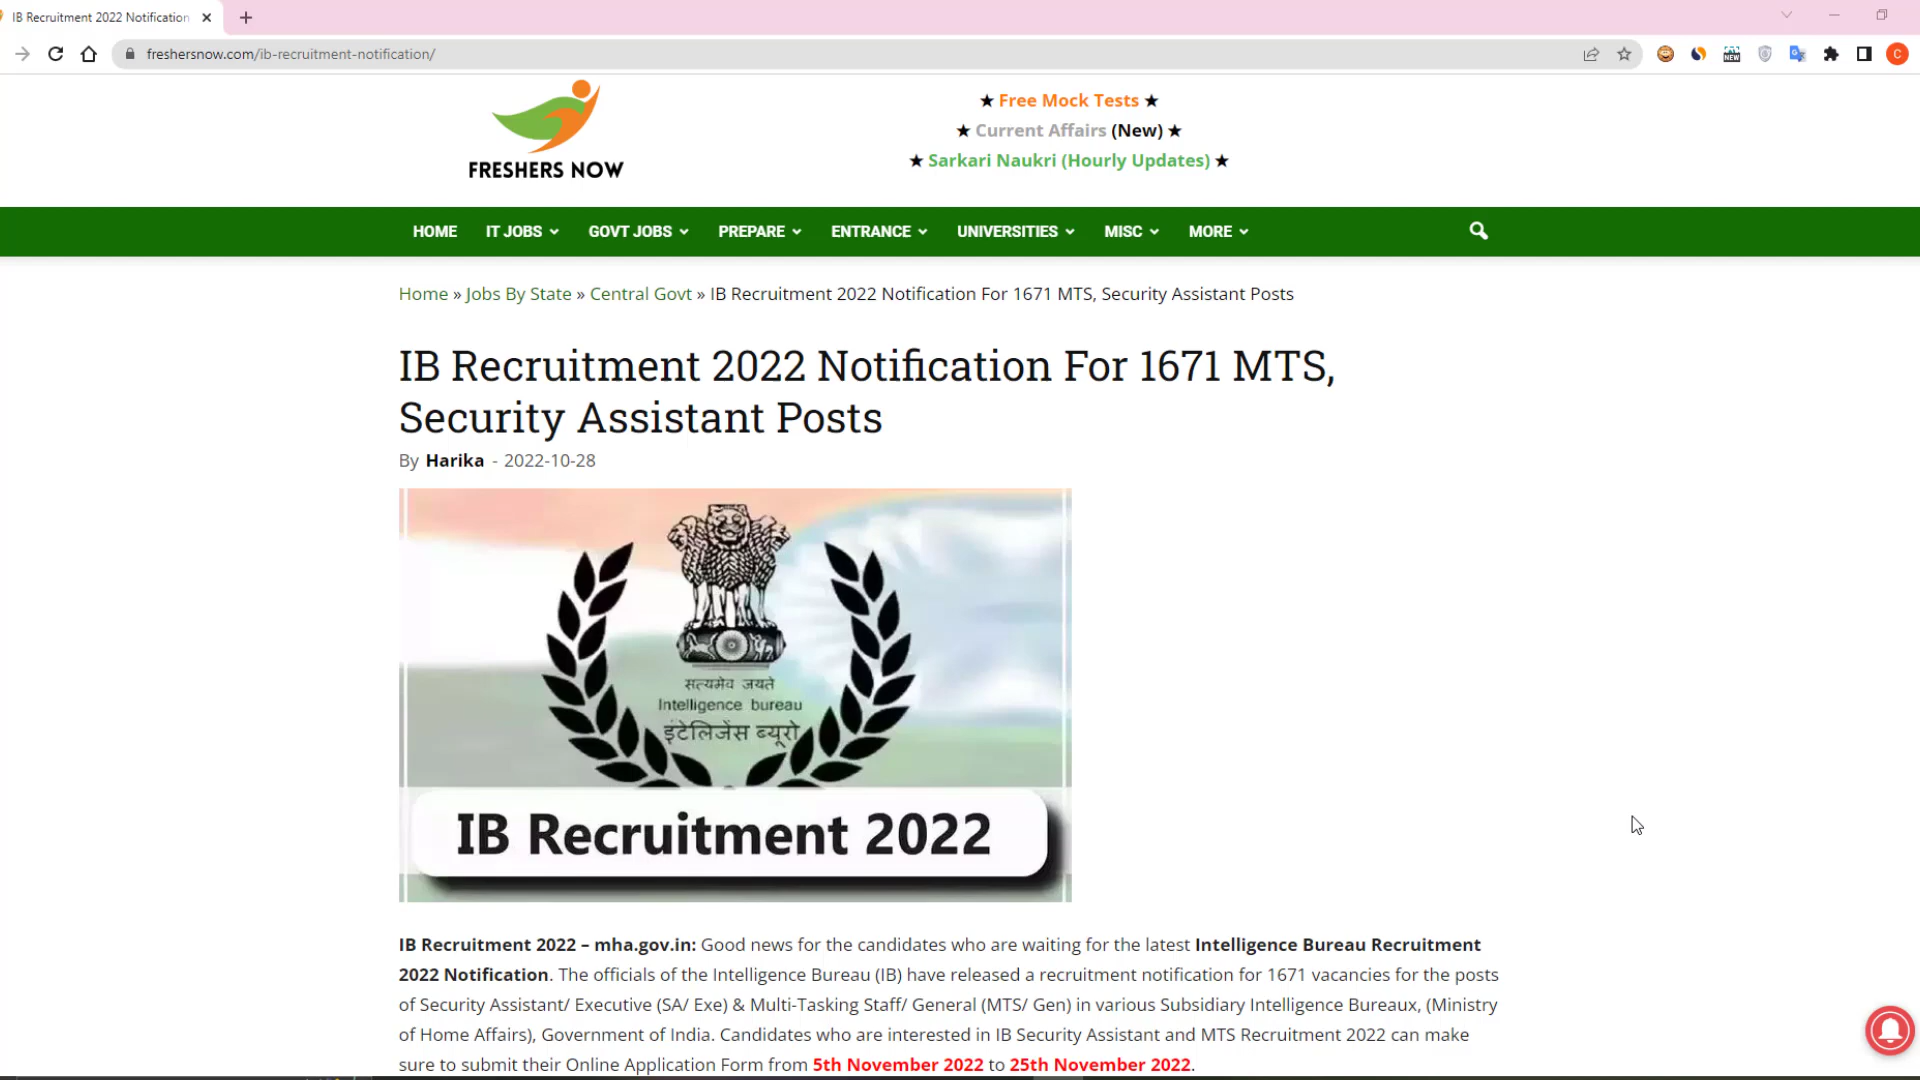 IB Recruitment 2022 Notification
freshersnow.com/ib-recruitment-notification/
C
NEW
FRESHERS NOW
★ Free Mock Tests ★
★ Current Affairs (New) ★
★ Sarkari Naukri (Hourly Updates) ★
HOME IT JOBS GOVT JOBS PREPARE ENTRANCE UNIVERSITIES MISC MORE
Home » Jobs By State » Central Govt » IB Recruitment 2022 Notification For 1671 MTS, Security Assistant Posts
IB Recruitment 2022 Notification For 1671 MTS,
Security Assistant Posts
By Harika - 2022-10-28
सत्यमेव जयते
Intelligence bureau
इंटेलिजेंस ब्यूरो
IB Recruitment 2022
IB Recruitment 2022 – mha.gov.in: Good news for the candidates who are waiting for the latest Intelligence Bureau Recruitment
2022 Notification. The officials of the Intelligence Bureau (IB) have released a recruitment notification for 1671 vacancies for the posts
of Security Assistant/ Executive (SA/ Exe) & Multi-Tasking Staff/ General (MTS/ Gen) in various Subsidiary Intelligence Bureaux, (Ministry
of Home Affairs), Government of India. Candidates who are interested in IB Security Assistant and MTS Recruitment 2022 can make
sure to submit their Online Application Form from 5th November 2022 to 25th November 2022.